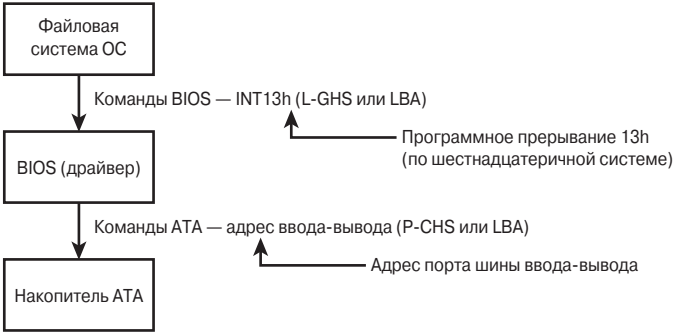 Файловая
система ОС
Команды BIOS — INT13h (L-GHS или LBA)
Программное прерывание 13h
(по шестнадцатеричной системе)
BIOS (драйвер)
Команды ATA — адрес ввода-вывода (P-CHS или LBA)
Адрес порта шины ввода-вывода
Накопитель ATA